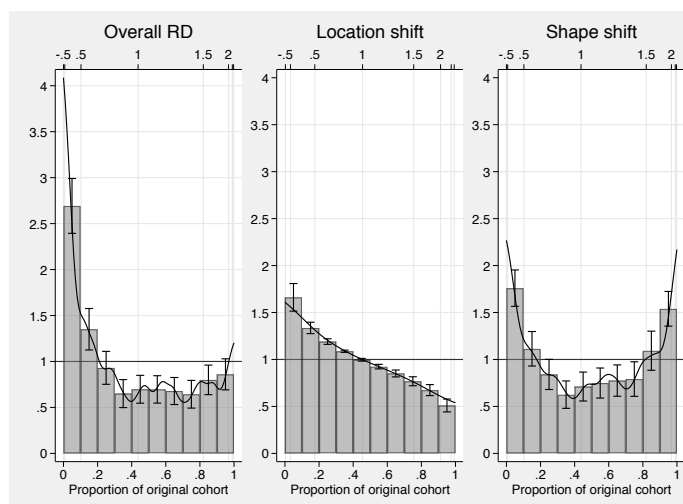 Overall RD
-.5 .5 1 1.5 2
4
3.5
3
2.5
2
1.5
1
.5
0
0 .2 .4 .6 .8 1
Proportion of original cohort
Location shift
-.5 .5 1 1.5 2
4
3.5
3
2.5
2
1.5
1
.5
0
0 .2 .4 .6 .8 1
Proportion of original cohort
Shape shift
-.5 .5 1 1.5 2
4
3.5
3
2.5
2
1.5
1
.5
0
0 .2 .4 .6 .8 1
Proportion of original cohort